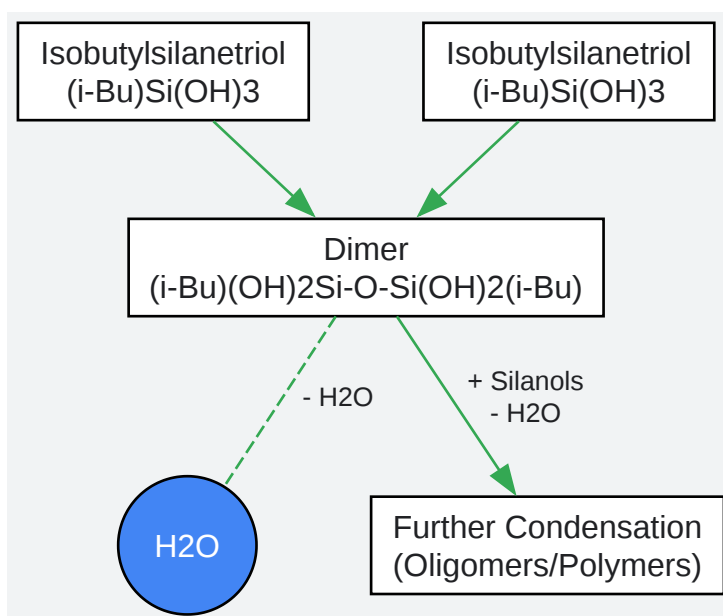 Isobutylsilanetriol
(i-Bu)Si(OH)3
Isobutylsilanetriol
(i-Bu)Si(OH)3
Dimer
(i-Bu)(OH)2Si-O-Si(OH)2(i-Bu)
- H2O
+ Silanols
- H2O
H2O
Further Condensation
(Oligomers/Polymers)